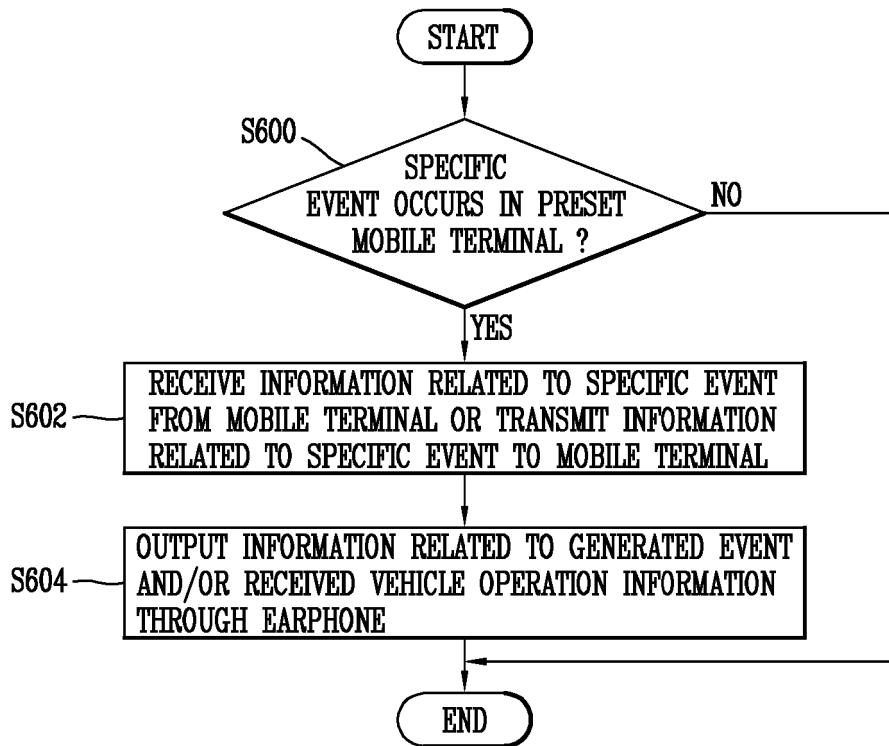 START
S600
SPECIFIC
EVENT OCCURS IN PRESET
MOBILE TERMINAL ?
NO
YES
S602
RECEIVE INFORMATION RELATED TO SPECIFIC EVENT
FROM MOBILE TERMINAL OR TRANSMIT INFORMATION
RELATED TO SPECIFIC EVENT TO MOBILE TERMINAL
S604
OUTPUT INFORMATION RELATED TO GENERATED EVENT
AND/OR RECEIVED VEHICLE OPERATION INFORMATION
THROUGH EARPHONE
END